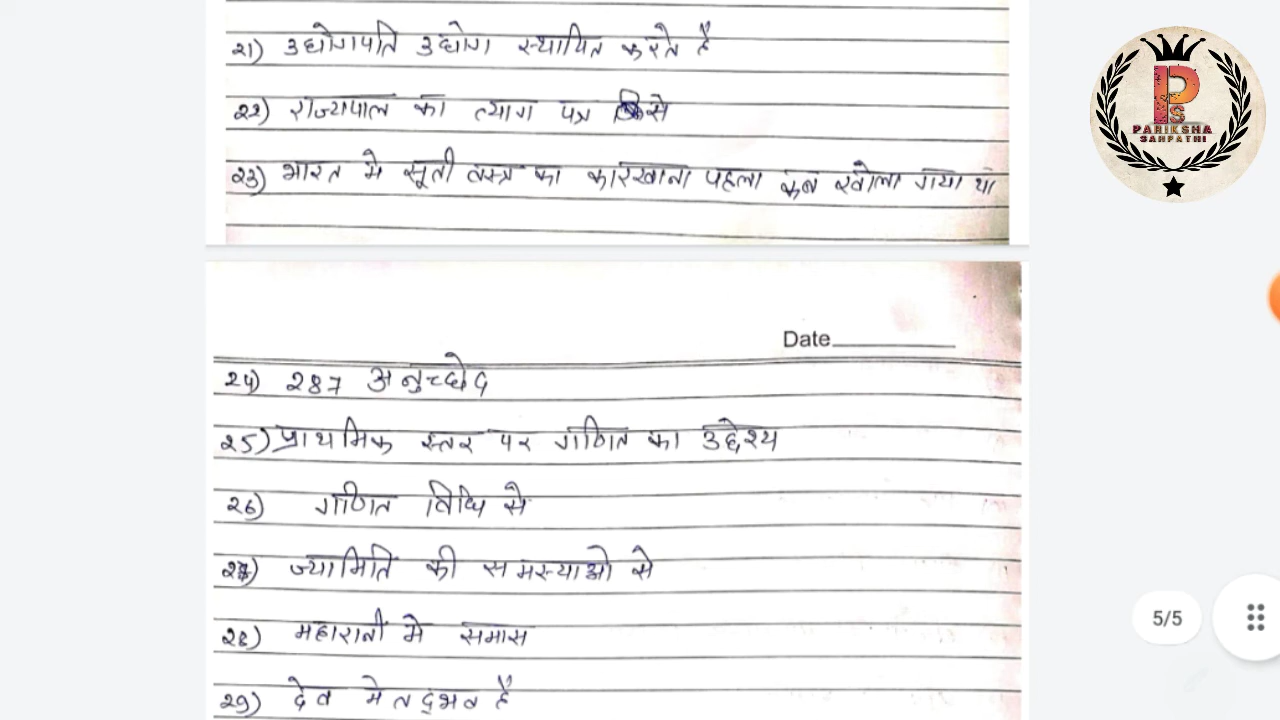 21) उद्योगपति उद्योग स्थापित करते है
22) राज्यपाल का त्याग पत्र किसे
23) भारत मे सूती वस्त्र का कारखाना पहला कब खोला गया था
PS
PARIKSHA
SAHPATHI
Date
24) 287 अनुच्छेद
25) प्राथमिक स्तर पर गणित का उद्देश्य
26) गणित विधि से
27) ज्यामिति की समस्याओ से
28) महारानी मे समास
29) देव मे तद्भव है
5/5